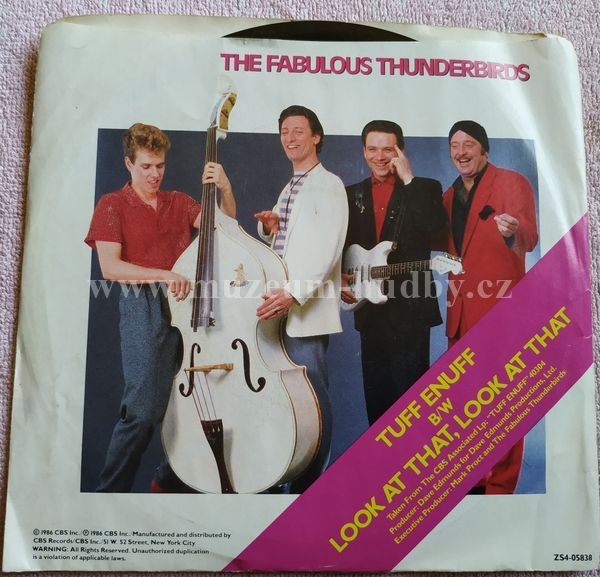 THE FABULOUS THUNDERBIRDS
www.muzeum-hudby.cz
TUFF ENUFF
B/W
LOOK AT THAT, LOOK AT THAT
Taken From The CBS Associated Lp: "TUFF ENUFF" 40304
Producer: Dave Edmunds for Dave Edmunds Productions, Ltd.
Executive Producer: Mark Proct and The Fabulous Thunderbirds
© 1986 CBS Inc./℗ 1986 CBS Inc./Manufactured and distributed by
CBS Records/CBS Inc./51 W. 52 Street, New York City
WARNING: All Rights Reserved. Unauthorized duplication
is a violation of applicable laws.
ZS4-05838